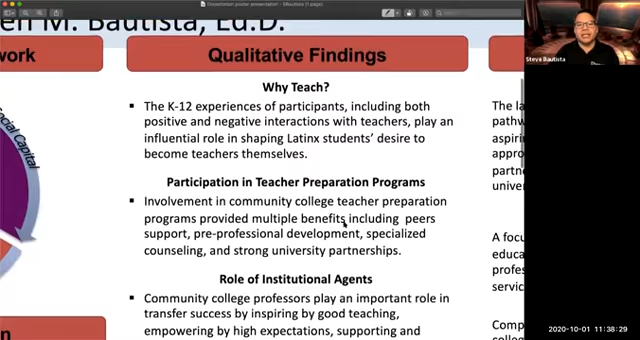 Dissertation poster presentation - SBautista (1 page)
en M. Bautista, Ed.D.
work
Social Capital
n
Qualitative Findings
Why Teach?
▪ The K-12 experiences of participants, including both
positive and negative interactions with teachers, play an
influential role in shaping Latinx students' desire to
become teachers themselves.
Participation in Teacher Preparation Programs
▪ Involvement in community college teacher preparation
programs provided multiple benefits including peers
support, pre-professional development, specialized
counseling, and strong university partnerships.
Role of Institutional Agents
▪ Community college professors play an important role in
transfer success by inspiring by good teaching,
empowering by high expectations, supporting and
The la
pathw
aspirin
appro
partne
univer
A focu
educa
profes
servic
Comp
colleg
Steve Bautista
2020-10-01 11:38:29